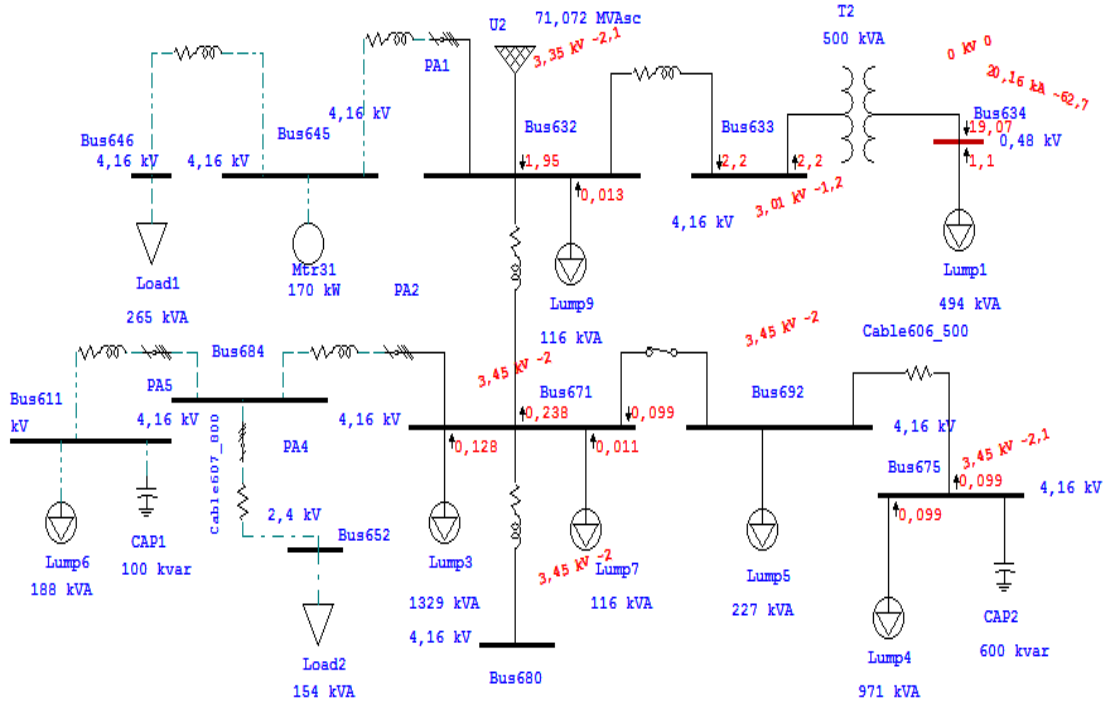 T2
U2
71,072 MVAsc
500 kVA
3,35 kV -2,1
0 kV 0
20,16 kA -62,7
PA1
4,16 kV
Bus646
Bus645
Bus632
Bus633
Bus634
4,16 kV
4,16 kV
1,95
2,2
2,2
19,07
0,48 kV
1,1
0,013
3,01 kV -1,2
4,16 kV
Load1
Mtr31
170 kW
PA2
Lump9
Lump1
265 kVA
116 kVA
494 kVA
Cable606_500
Bus684
3,45 kV -2
3,45 kV -2
PA5
Bus611
kV
4,16 kV
4,16 kV
Bus671
Bus692
0,238
0,099
4,16 kV
Cable607_800
PA4
0,128
0,011
Bus675
3,45 kV -2,1
0,099
4,16 kV
0,099
2,4 kV
Bus652
CAP1
Lump6
100 kvar
188 kVA
Lump3
3,45 kV -2
Lump7
Lump5
1329 kVA
116 kVA
227 kVA
CAP2
4,16 kV
600 kvar
Load2
Bus680
Lump4
154 kVA
971 kVA